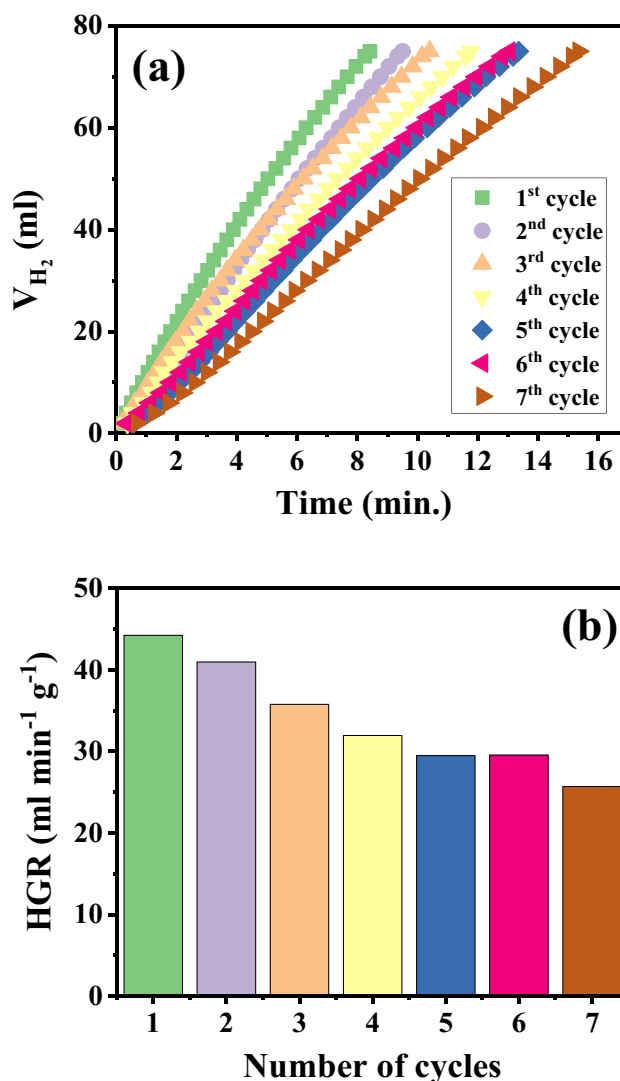 (a)
80
60
40
20
0
V_H₂ (ml)
1st cycle
2nd cycle
3rd cycle
4th cycle
5th cycle
6th cycle
7th cycle
0 2 4 6 8 10 12 14 16
Time (min.)
(b)
50
40
30
20
10
0
HGR (ml min⁻¹ g⁻¹)
1 2 3 4 5 6 7
Number of cycles